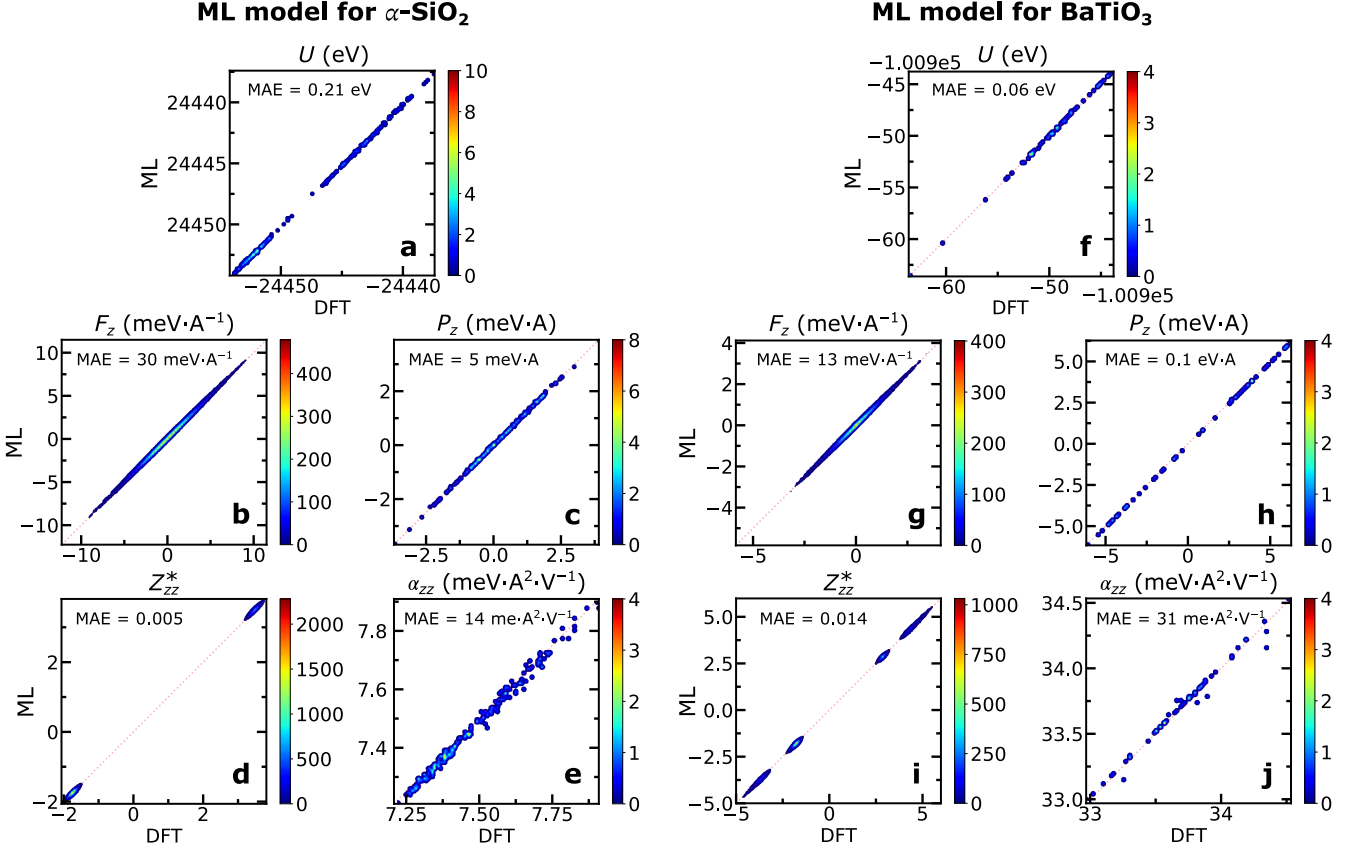 ML model for α-SiO₂
ML model for BaTiO₃
U (eV)
MAE = 0.21 eV
24440
24445
24450
ML
−24450
−24440
DFT
10
8
6
4
2
0
a
−1.009e5
U (eV)
MAE = 0.06 eV
−45
−50
−55
−60
ML
−60
−50
−1.009e5
DFT
4
3
2
1
0
f
F_z (meV·A⁻¹)
MAE = 30 meV·A⁻¹
10
5
0
−5
−10
ML
−10
0
10
400
300
200
100
0
b
P_z (meV·A)
MAE = 5 meV·A
2
0
−2
−2.5
0.0
2.5
8
6
4
2
0
c
F_z (meV·A⁻¹)
MAE = 13 meV·A⁻¹
4
2
0
−2
−4
ML
−5
0
400
300
200
100
0
g
P_z (meV·A)
MAE = 0.1 eV·A
5.0
2.5
0.0
−2.5
−5.0
−5
0
5
4
3
2
1
0
h
Z*_zz
MAE = 0.005
2
0
−2
ML
−2
0
2
DFT
2000
1500
1000
500
0
d
α_zz (meV·A²·V⁻¹)
MAE = 14 me·A²·V⁻¹
7.8
7.6
7.4
7.25
7.50
7.75
DFT
4
3
2
1
0
e
Z*_zz
MAE = 0.014
5.0
2.5
0.0
−2.5
−5.0
ML
−5
0
5
DFT
1000
750
500
250
0
i
α_zz (meV·A²·V⁻¹)
MAE = 31 me·A²·V⁻¹
34.5
34.0
33.5
33.0
33
34
DFT
4
3
2
1
0
j